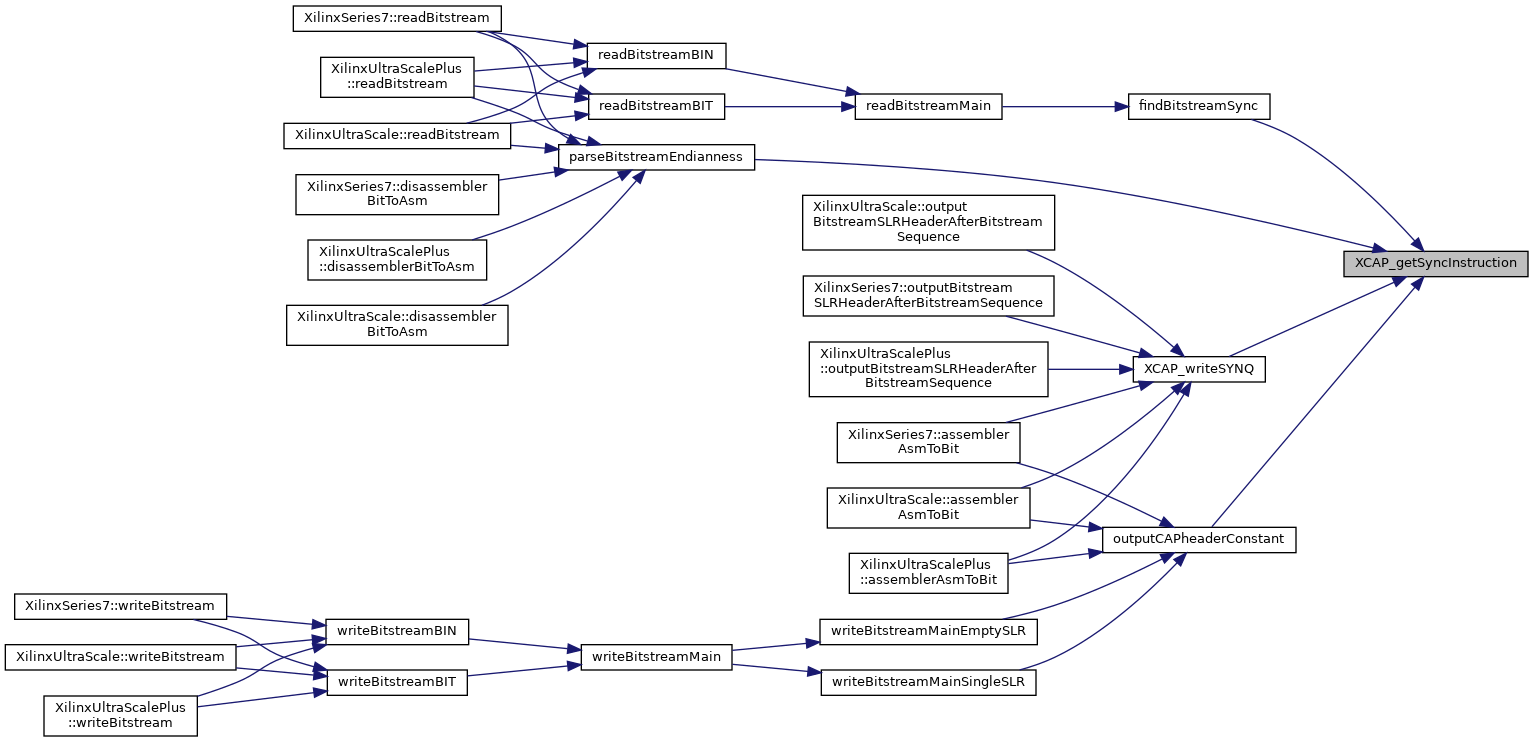 XilinxSeries7::readBitstream
XilinxUltraScalePlus
::readBitstream
XilinxUltraScale::readBitstream
XilinxSeries7::disassembler
BitToAsm
XilinxUltraScalePlus
::disassemblerBitToAsm
XilinxUltraScale::disassembler
BitToAsm
readBitstreamBIN
readBitstreamBIT
parseBitstreamEndianness
readBitstreamMain
findBitstreamSync
XCAP_getSyncInstruction
XilinxUltraScale::output
BitstreamSLRHeaderAfterBitstream
Sequence
XilinxSeries7::outputBitstream
SLRHeaderAfterBitstreamSequence
XilinxUltraScalePlus
::outputBitstreamSLRHeaderAfter
BitstreamSequence
XilinxSeries7::assembler
AsmToBit
XilinxUltraScale::assembler
AsmToBit
XilinxUltraScalePlus
::assemblerAsmToBit
XCAP_writeSYNQ
outputCAPheaderConstant
XilinxSeries7::writeBitstream
XilinxUltraScale::writeBitstream
XilinxUltraScalePlus
::writeBitstream
writeBitstreamBIN
writeBitstreamBIT
writeBitstreamMain
writeBitstreamMainEmptySLR
writeBitstreamMainSingleSLR